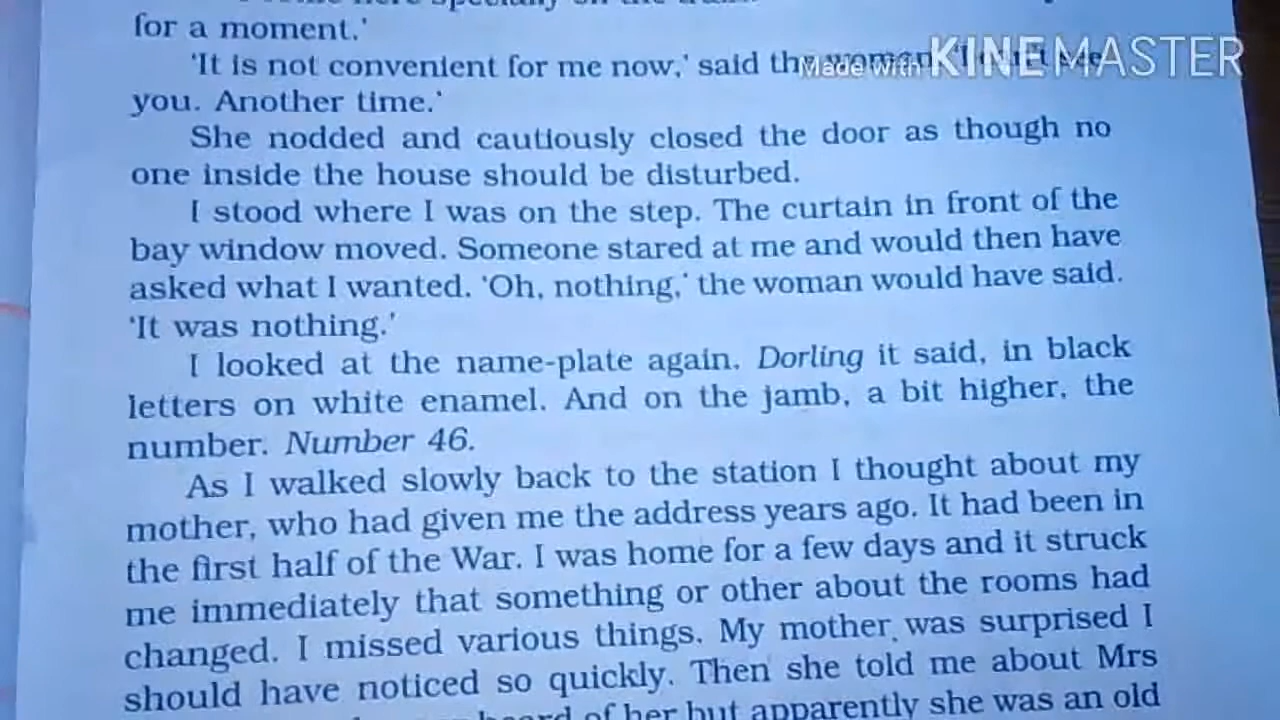 for a moment.'
'It is not convenient for me now,' said the woman. 'I can't see
Made with KINEMASTER
you. Another time.'
She nodded and cautiously closed the door as though no
one inside the house should be disturbed.
I stood where I was on the step. The curtain in front of the
bay window moved. Someone stared at me and would then have
asked what I wanted. 'Oh, nothing,' the woman would have said.
'It was nothing.'
I looked at the name-plate again. Dorling it said, in black
letters on white enamel. And on the jamb, a bit higher, the
number. Number 46.
As I walked slowly back to the station I thought about my
mother, who had given me the address years ago. It had been in
the first half of the War. I was home for a few days and it struck
me immediately that something or other about the rooms had
changed. I missed various things. My mother was surprised I
should have noticed so quickly. Then she told me about Mrs
heard of her but apparently she was an old